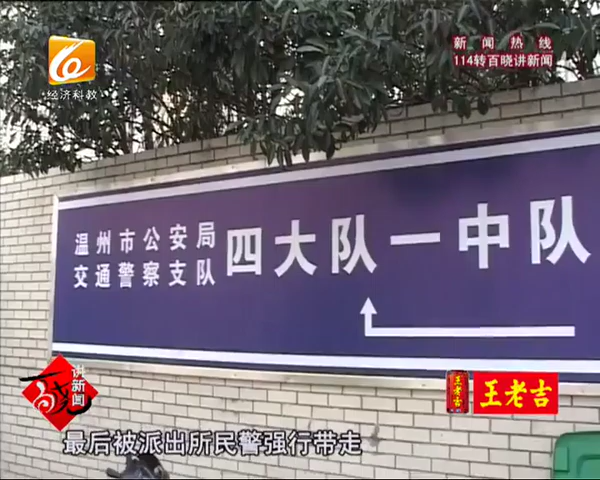 经济科教
新闻热线
114转百晓讲新闻
温州市公安局
交通警察支队
四大队一中队
百晓
讲新闻
王老吉
王老吉
最后被派出所民警强行带走